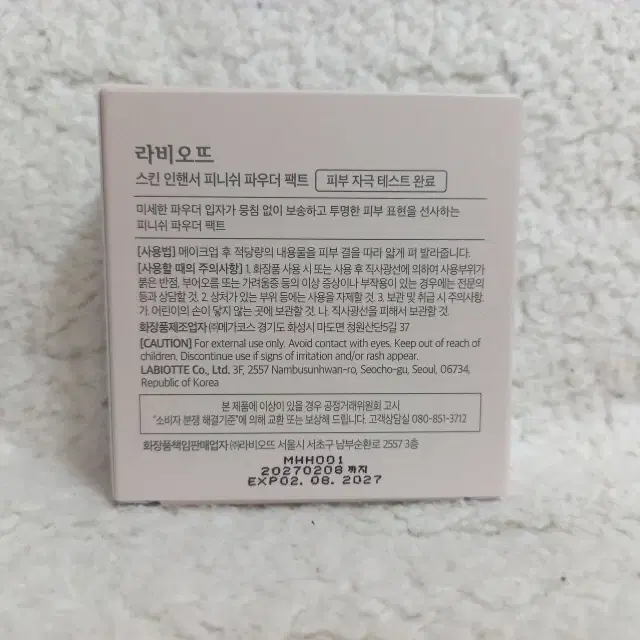 라비오뜨
스킨 인핸서 피니쉬 파우더 팩트 피부 자극 테스트 완료
미세한 파우더 입자가 뭉침 없이 보송하고 투명한 피부 표현을 선사하는
피니쉬 파우더 팩트
[사용법] 메이크업 후 적당량의 내용물을 피부 결을 따라 얇게 펴 발라줍니다.
[사용할 때의 주의사항] 1. 화장품 사용 시 또는 사용 후 직사광선에 의하여 사용부위가
붉은 반점, 부어오름 또는 가려움증 등의 이상 증상이나 부작용이 있는 경우에는 전문의
등과 상담할 것. 2. 상처가 있는 부위 등에는 사용을 자제할 것. 3. 보관 및 취급 시 주의사항
가. 어린이의 손이 닿지 않는 곳에 보관할 것. 나. 직사광선을 피해서 보관할 것.
화장품제조업자 ㈜메가코스 경기도 화성시 마도면 청원산단5길 37
[CAUTION] For external use only. Avoid contact with eyes. Keep out of reach of
children. Discontinue use if signs of irritation and/or rash appear.
LABIOTTE Co., Ltd. 3F, 2557 Nambusunhwan-ro, Seocho-gu, Seoul, 06734,
Republic of Korea
본 제품에 이상이 있을 경우 공정거래위원회 고시
"소비자 분쟁 해결기준"에 의해 교환 또는 보상해 드립니다. 고객상담실 080-851-3712
화장품책임판매업자 ㈜라비오뜨 서울시 서초구 남부순환로 2557 3층
MHH001
20270208 까지
EXP02. 08. 2027